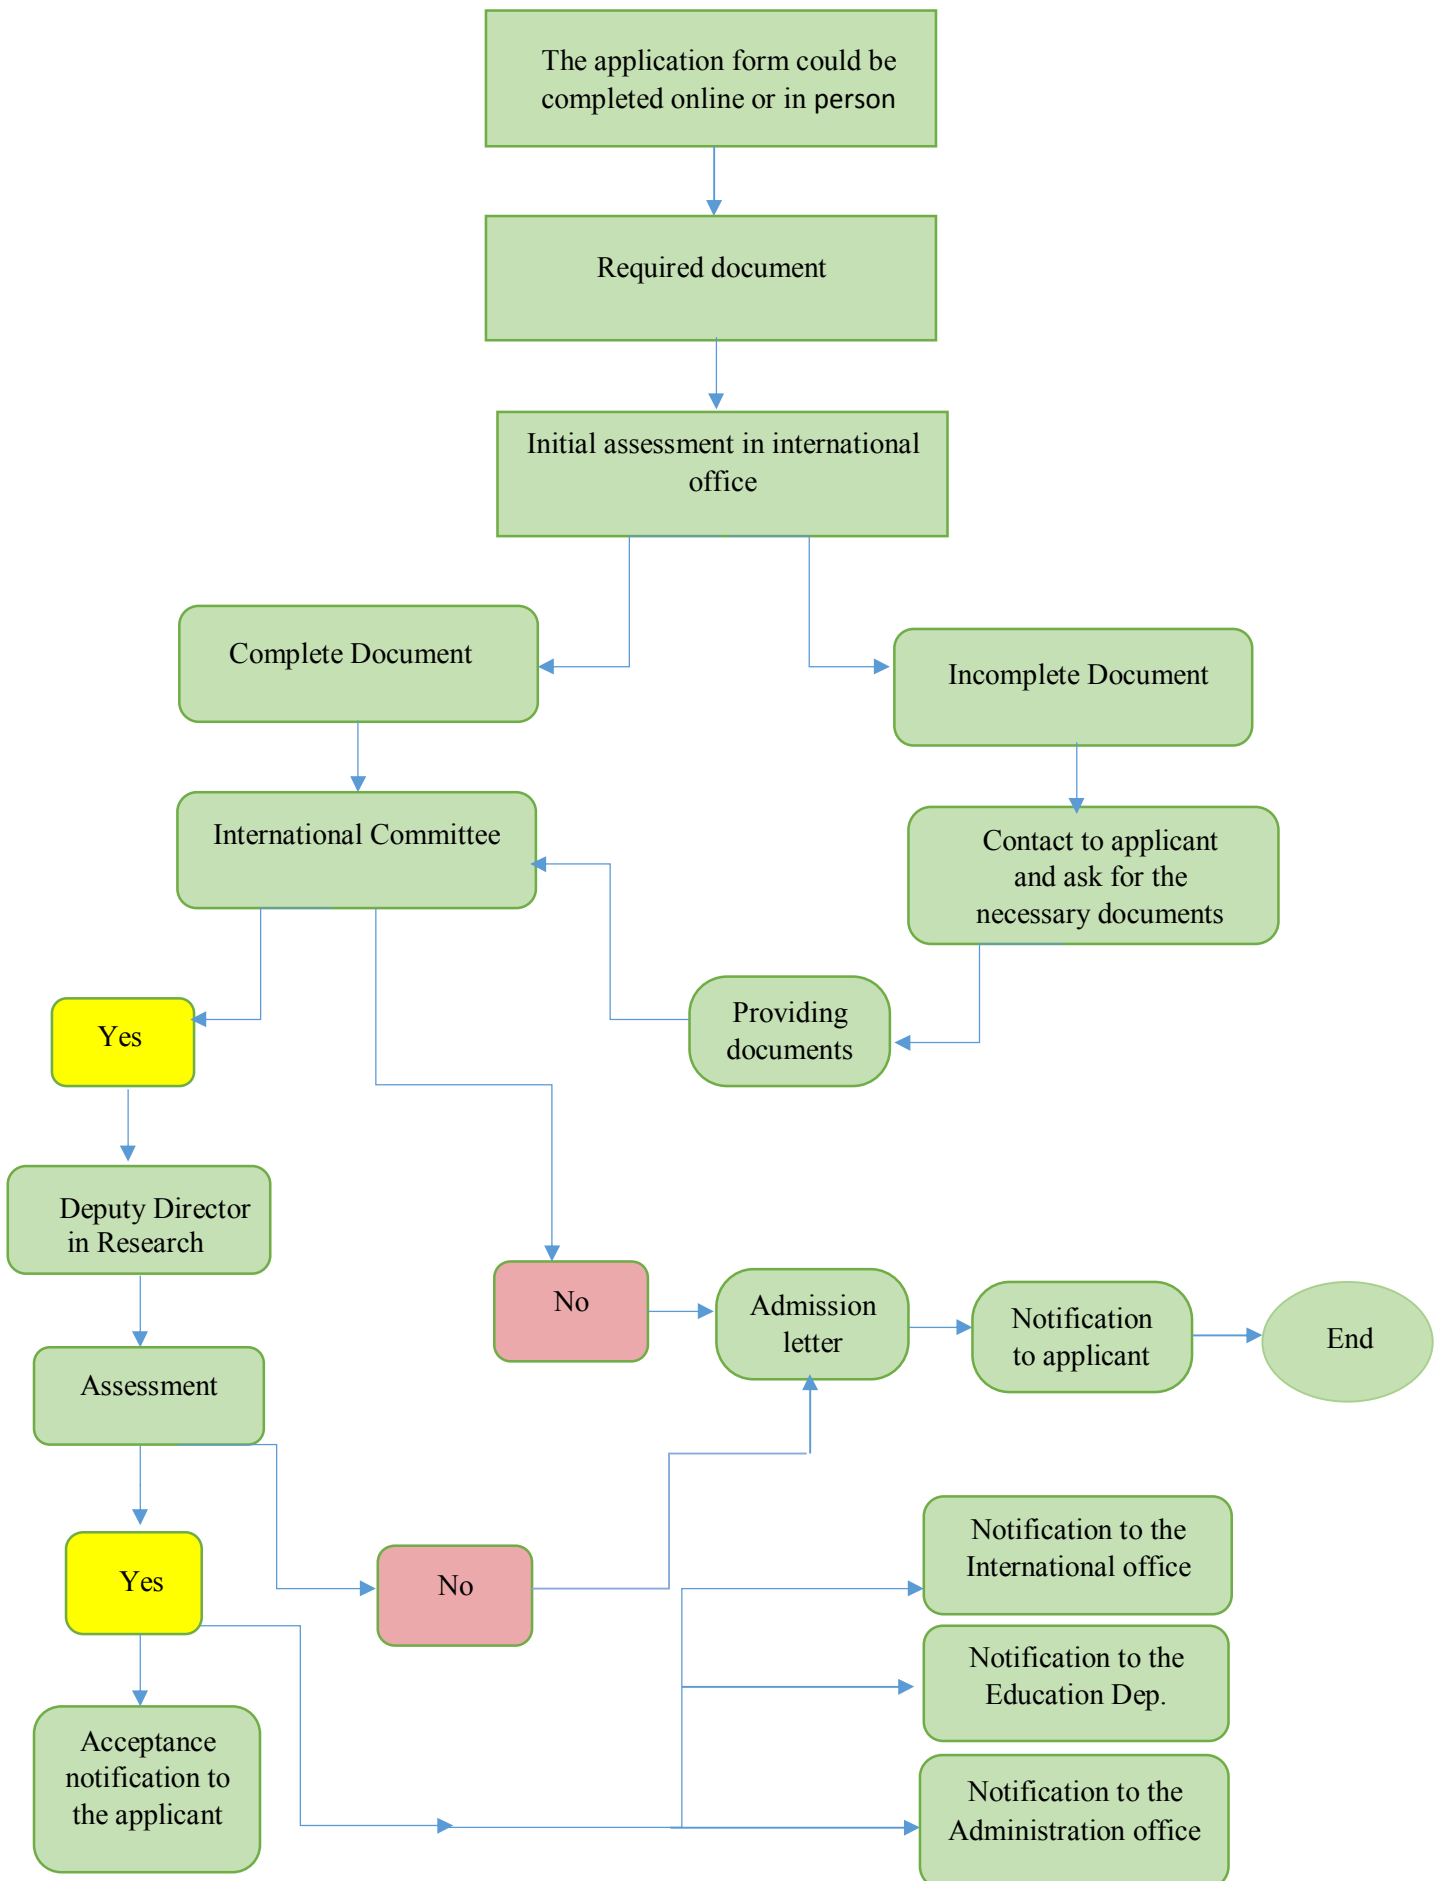 The application form could be
completed online or in person
Required document
Initial assessment in international
office
Complete Document
Incomplete Document
International Committee
Contact to applicant
and ask for the
necessary documents
Providing
documents
Yes
Deputy Director
in Research
No
Admission
letter
Notification
to applicant
End
Assessment
Yes
No
Notification to the
International office
Notification to the
Education Dep.
Acceptance
notification to
the applicant
Notification to the
Administration office